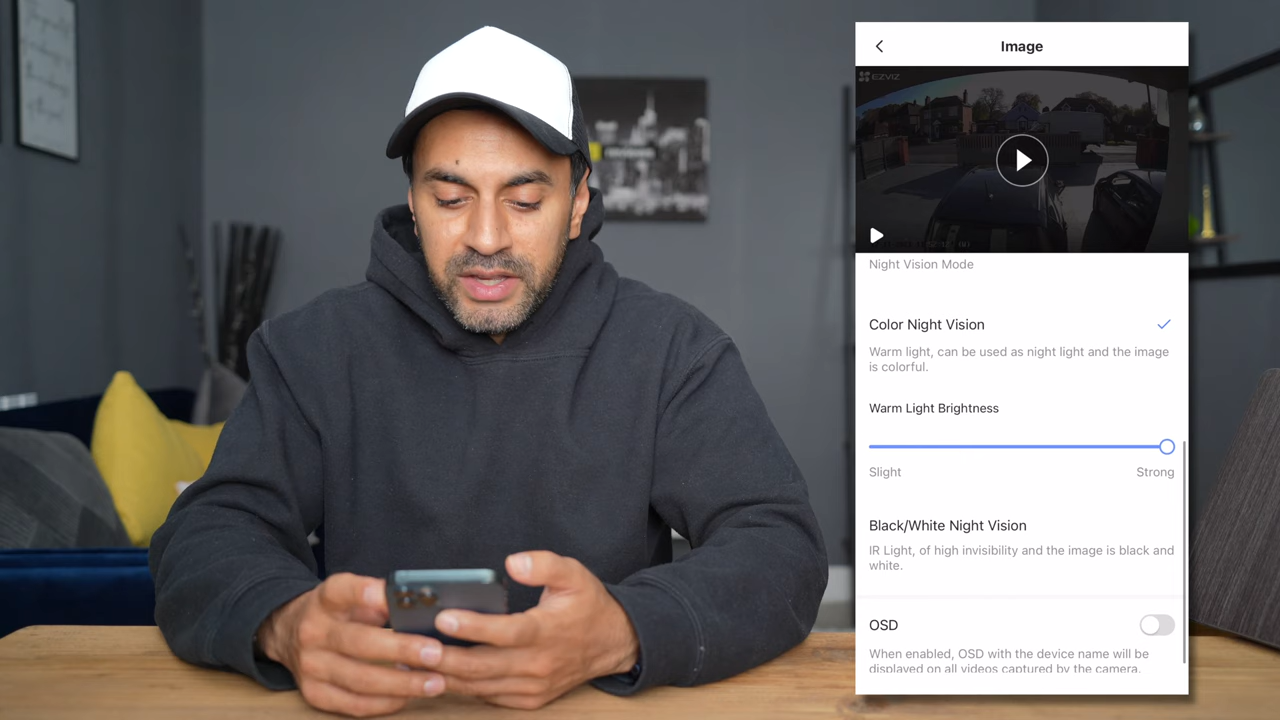 Image
EZVIZ
Night Vision Mode
Color Night Vision
Warm light, can be used as night light and the image
is colorful.
Warm Light Brightness
Slight
Strong
Black/White Night Vision
IR Light, of high invisibility and the image is black and
white.
OSD
When enabled, OSD with the device name will be
displayed on all videos captured by the camera.